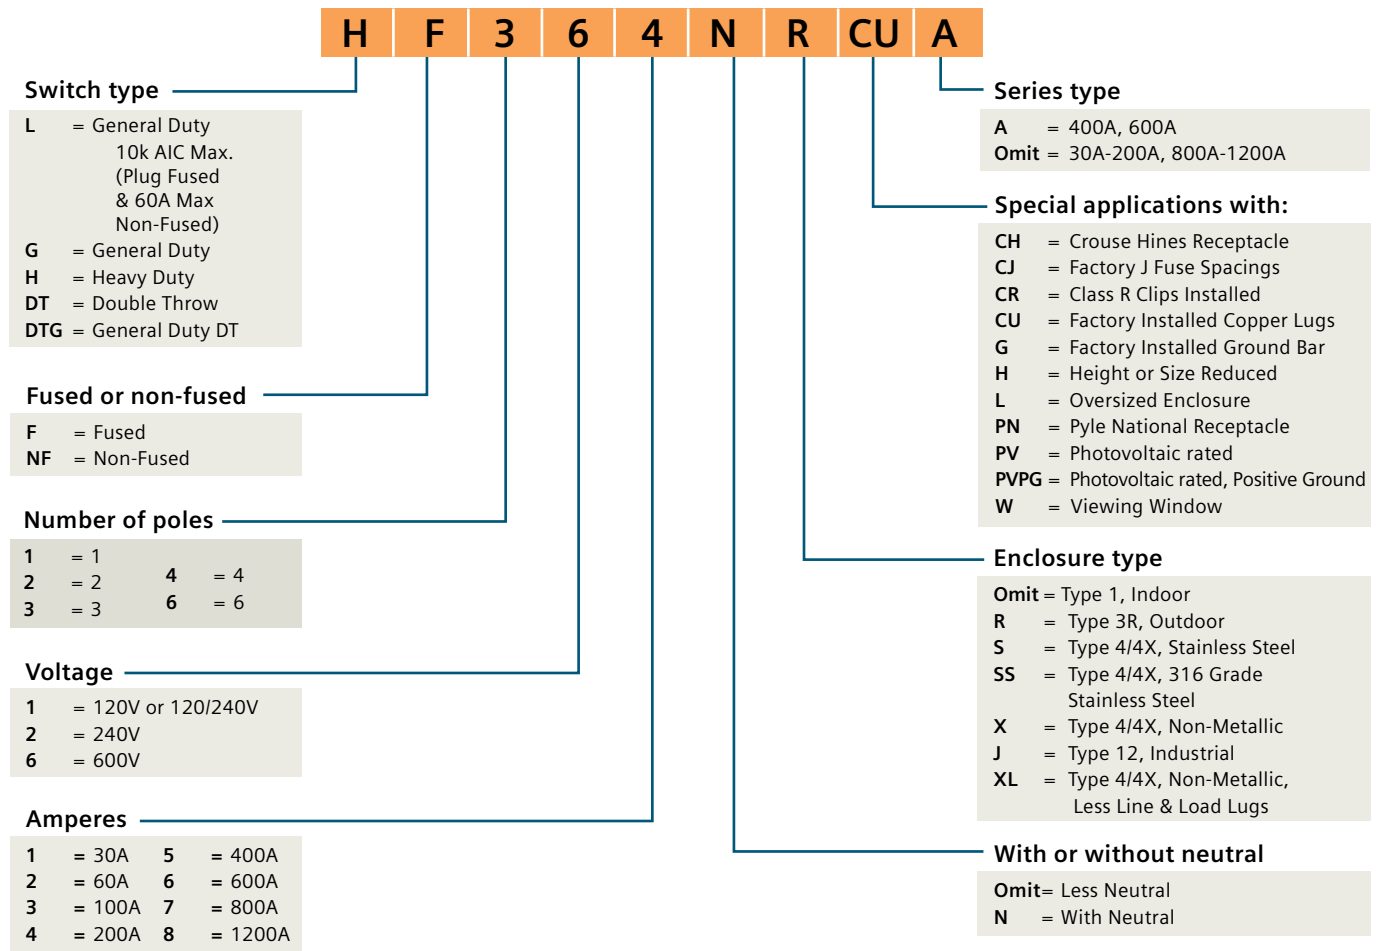 H F 3 6 4 N R CU A
Switch type
L = General Duty
10k AIC Max.
(Plug Fused
& 60A Max
Non-Fused)
G = General Duty
H = Heavy Duty
DT = Double Throw
DTG = General Duty DT
Fused or non-fused
F = Fused
NF = Non-Fused
Number of poles
1 = 1
2 = 2
3 = 3
4 = 4
6 = 6
Voltage
1 = 120V or 120/240V
2 = 240V
6 = 600V
Amperes
1 = 30A 5 = 400A
2 = 60A 6 = 600A
3 = 100A 7 = 800A
4 = 200A 8 = 1200A
Series type
A = 400A, 600A
Omit = 30A-200A, 800A-1200A
Special applications with:
CH = Crouse Hines Receptacle
CJ = Factory J Fuse Spacings
CR = Class R Clips Installed
CU = Factory Installed Copper Lugs
G = Factory Installed Ground Bar
H = Height or Size Reduced
L = Oversized Enclosure
PN = Pyle National Receptacle
PV = Photovoltaic rated
PVPG = Photovoltaic rated, Positive Ground
W = Viewing Window
Enclosure type
Omit = Type 1, Indoor
R = Type 3R, Outdoor
S = Type 4/4X, Stainless Steel
SS = Type 4/4X, 316 Grade
Stainless Steel
X = Type 4/4X, Non-Metallic
J = Type 12, Industrial
XL = Type 4/4X, Non-Metallic,
Less Line & Load Lugs
With or without neutral
Omit= Less Neutral
N = With Neutral